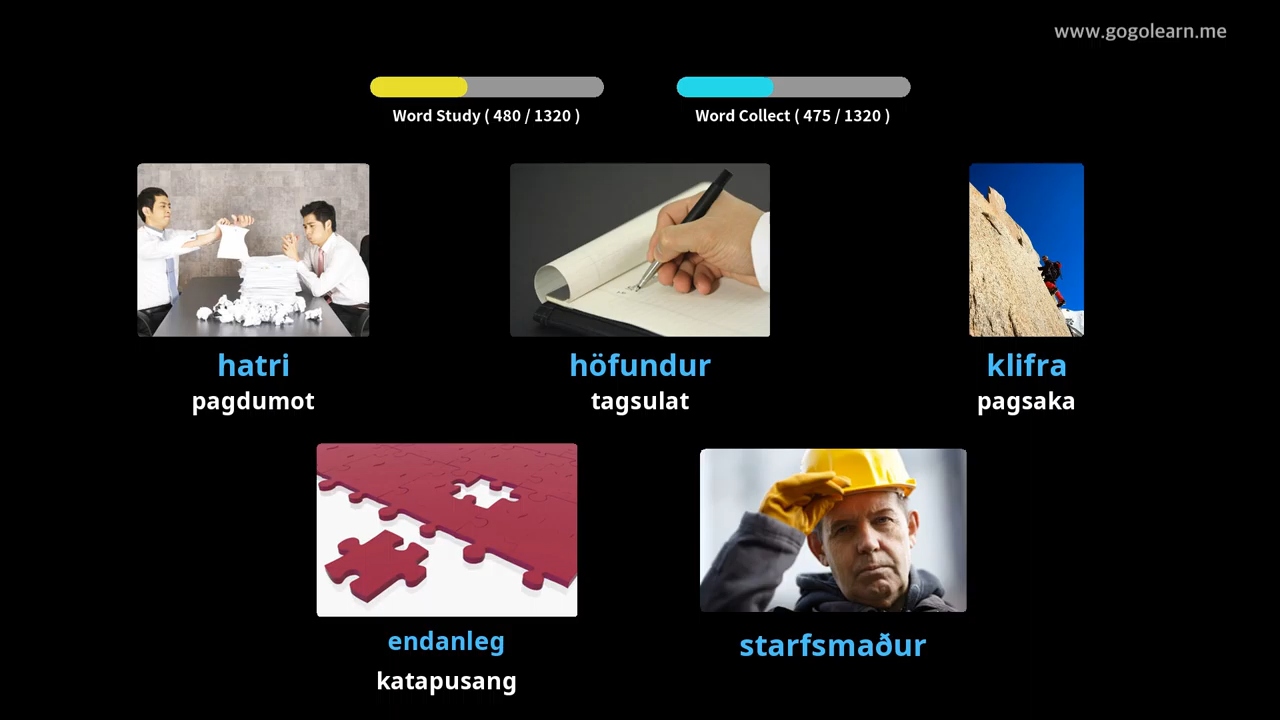 www.gogolearn.me
Word Study ( 480 / 1320 )
Word Collect ( 475 / 1320 )
hatri
pagdumot
höfundur
tagsulat
klifra
pagsaka
endanleg
katapusang
starfsmaður